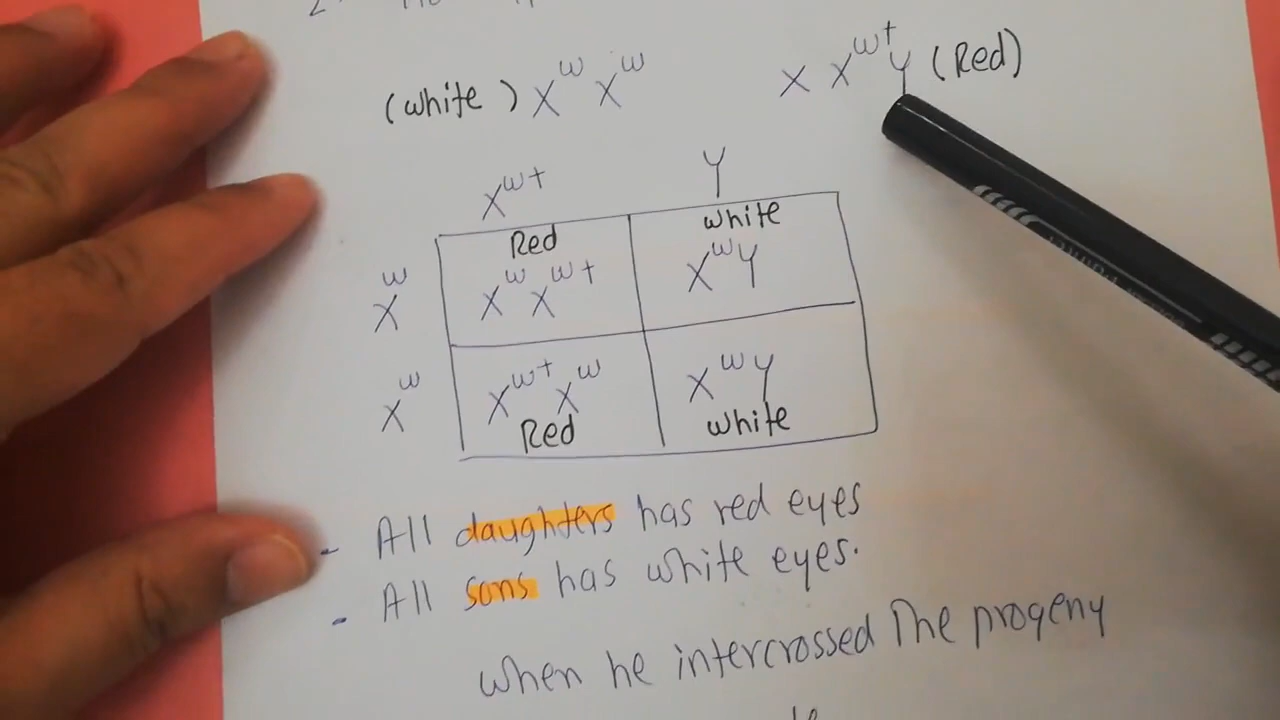 (white) X^w X^w x X^w+ Y (Red)
X^w+ Y
Red white
X^w X^w X^w+ X^w Y
X^w X^w+ X^w X^w Y
Red white
- All daughters has red eyes
- All sons has white eyes.
when he intercrossed The progeny